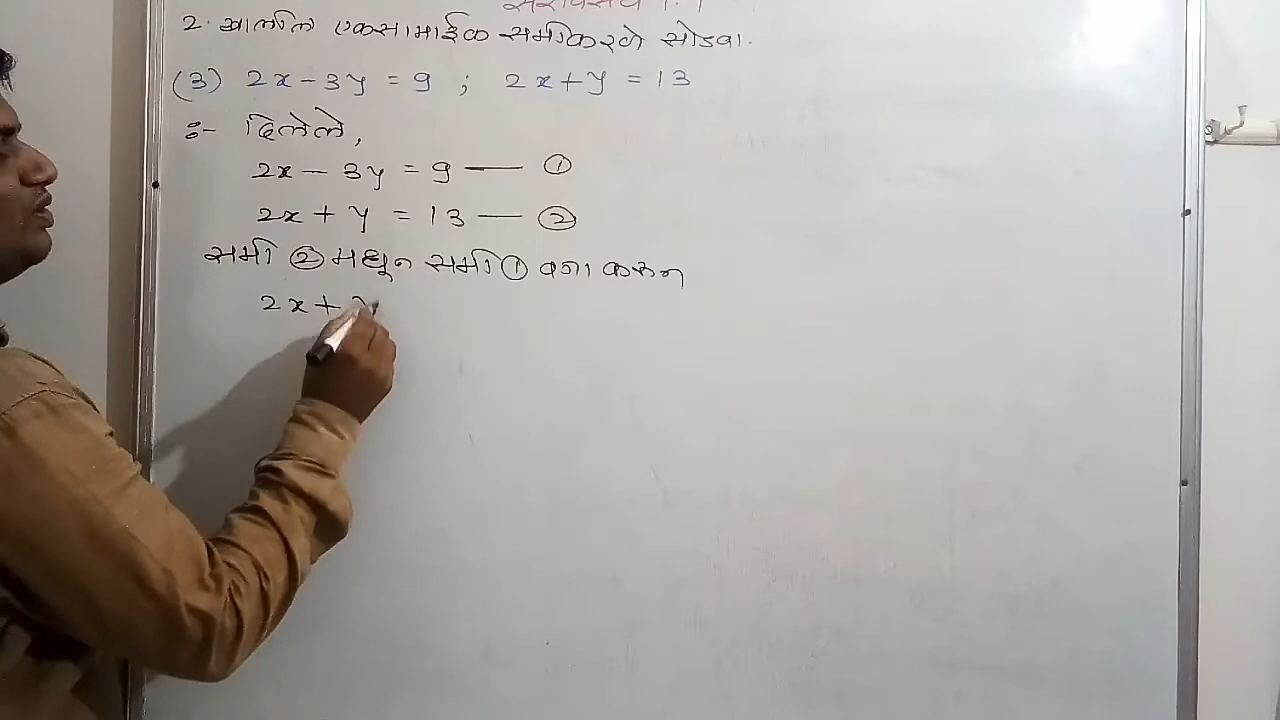 2. खालील एकसामाईक समीकरणे सोडवा.
(3) 2x - 3y = 9 ; 2x + y = 13
:- दिलेले,
2x - 3y = 9 — ①
2x + y = 13 — ②
समी ② मधून समी ① वजा करून
2x + y